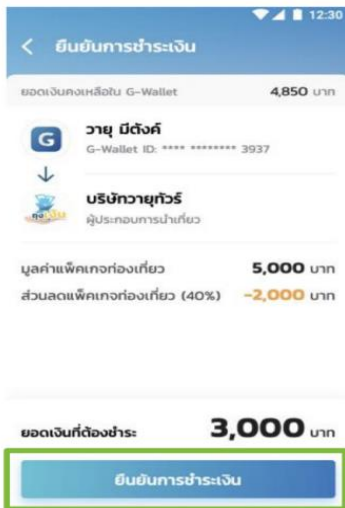 12:30
ยืนยันการชำระเงิน
ยอดเงินคงเหลือใน G-Wallet 4,850 บาท
G
วายุ มีตังค์
G-Wallet ID: **** ******** 3937
ถุงเงิน
บริษัทวายุทัวร์
ผู้ประกอบการนำเที่ยว
มูลค่าแพ็คเกจท่องเที่ยว 5,000 บาท
ส่วนลดแพ็คเกจท่องเที่ยว (40%) -2,000 บาท
ยอดเงินที่ต้องชำระ 3,000 บาท
ยืนยันการชำระเงิน